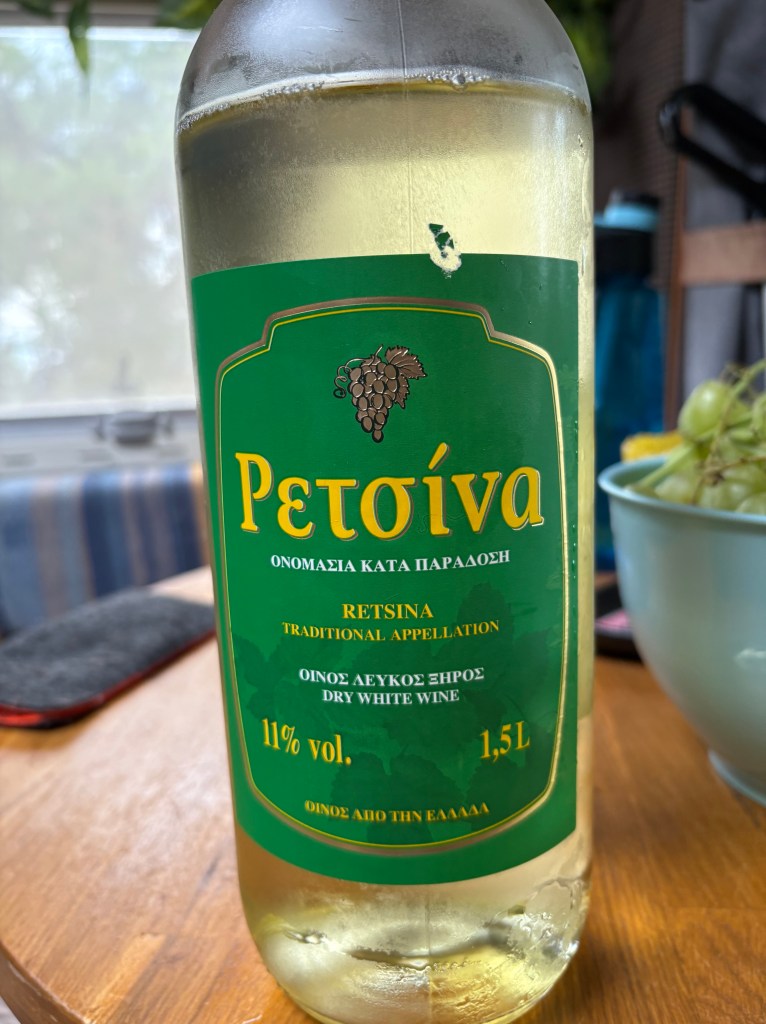 Ρετσίνα
ΟΝΟΜΑΣΙΑ ΚΑΤΑ ΠΑΡΑΔΟΣΗ
RETSINA
TRADITIONAL APPELLATION
ΟΙΝΟΣ ΛΕΥΚΟΣ ΞΗΡΟΣ
DRY WHITE WINE
11% vol. 1,5L
ΟΙΝΟΣ ΑΠΟ ΤΗΝ ΕΛΛΑΔΑ